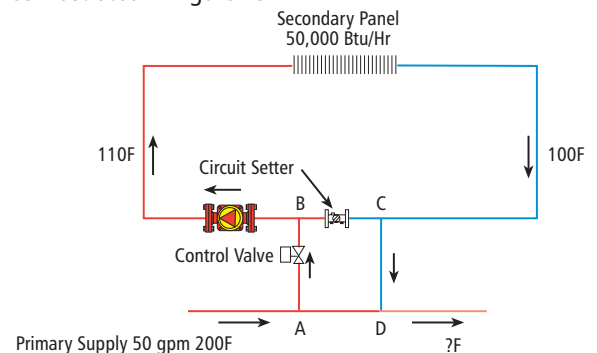 Secondary Panel
50,000 Btu/Hr
110F
100F
Circuit Setter
B
C
Control Valve
A
D
Primary Supply 50 gpm 200F
?F